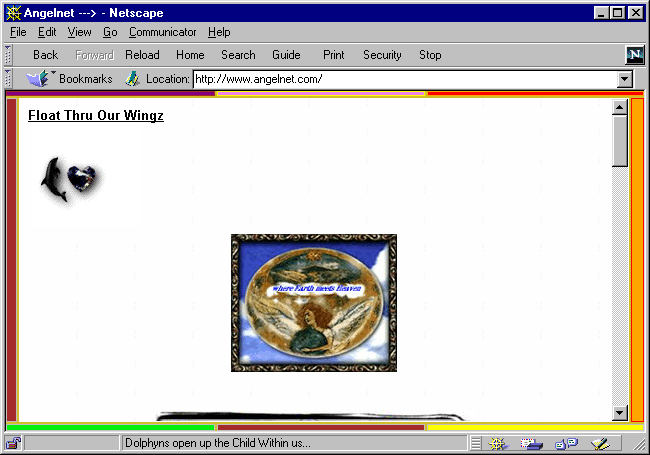 Angelnet ---> - Netscape
File Edit View Go Communicator Help
Back Forward Reload Home Search Guide Print Security Stop
N
Bookmarks Location: http://www.angelnet.com/
Float Thru Our Wingz
where Earth meets Heaven
Dolphyns open up the Child Within us...